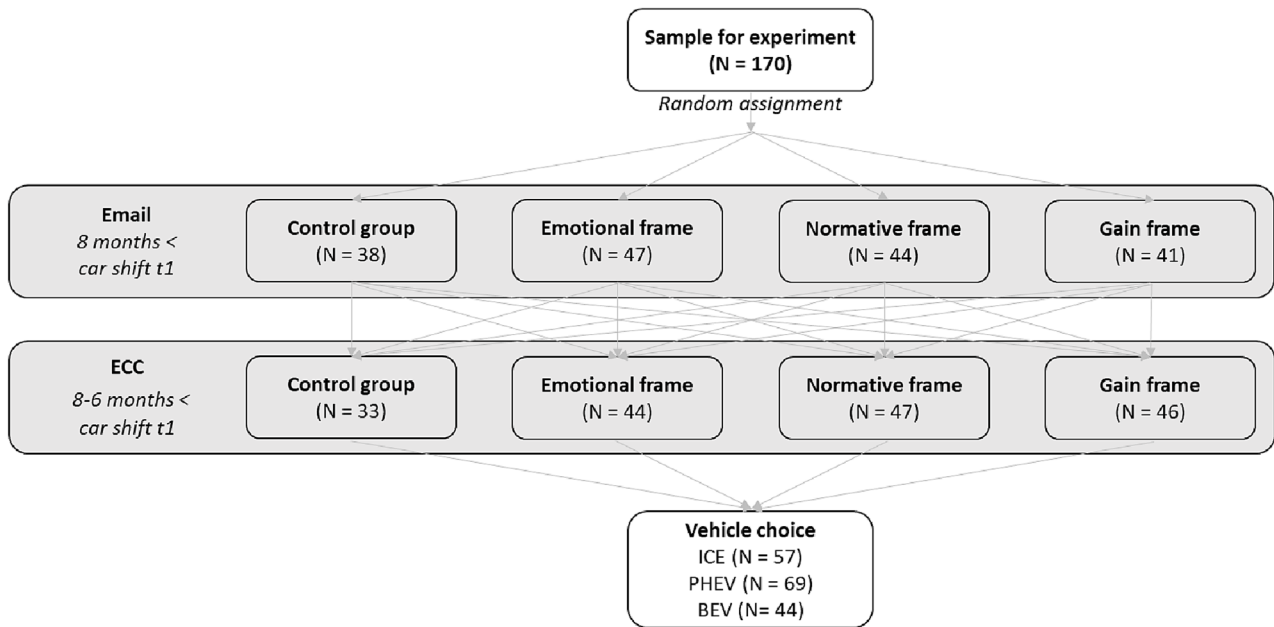 Sample for experiment
(N = 170)
Random assignment
Email
8 months <
car shift t1
Control group
(N = 38)
Emotional frame
(N = 47)
Normative frame
(N = 44)
Gain frame
(N = 41)
ECC
8-6 months <
car shift t1
Control group
(N = 33)
Emotional frame
(N = 44)
Normative frame
(N = 47)
Gain frame
(N = 46)
Vehicle choice
ICE (N = 57)
PHEV (N = 69)
BEV (N= 44)